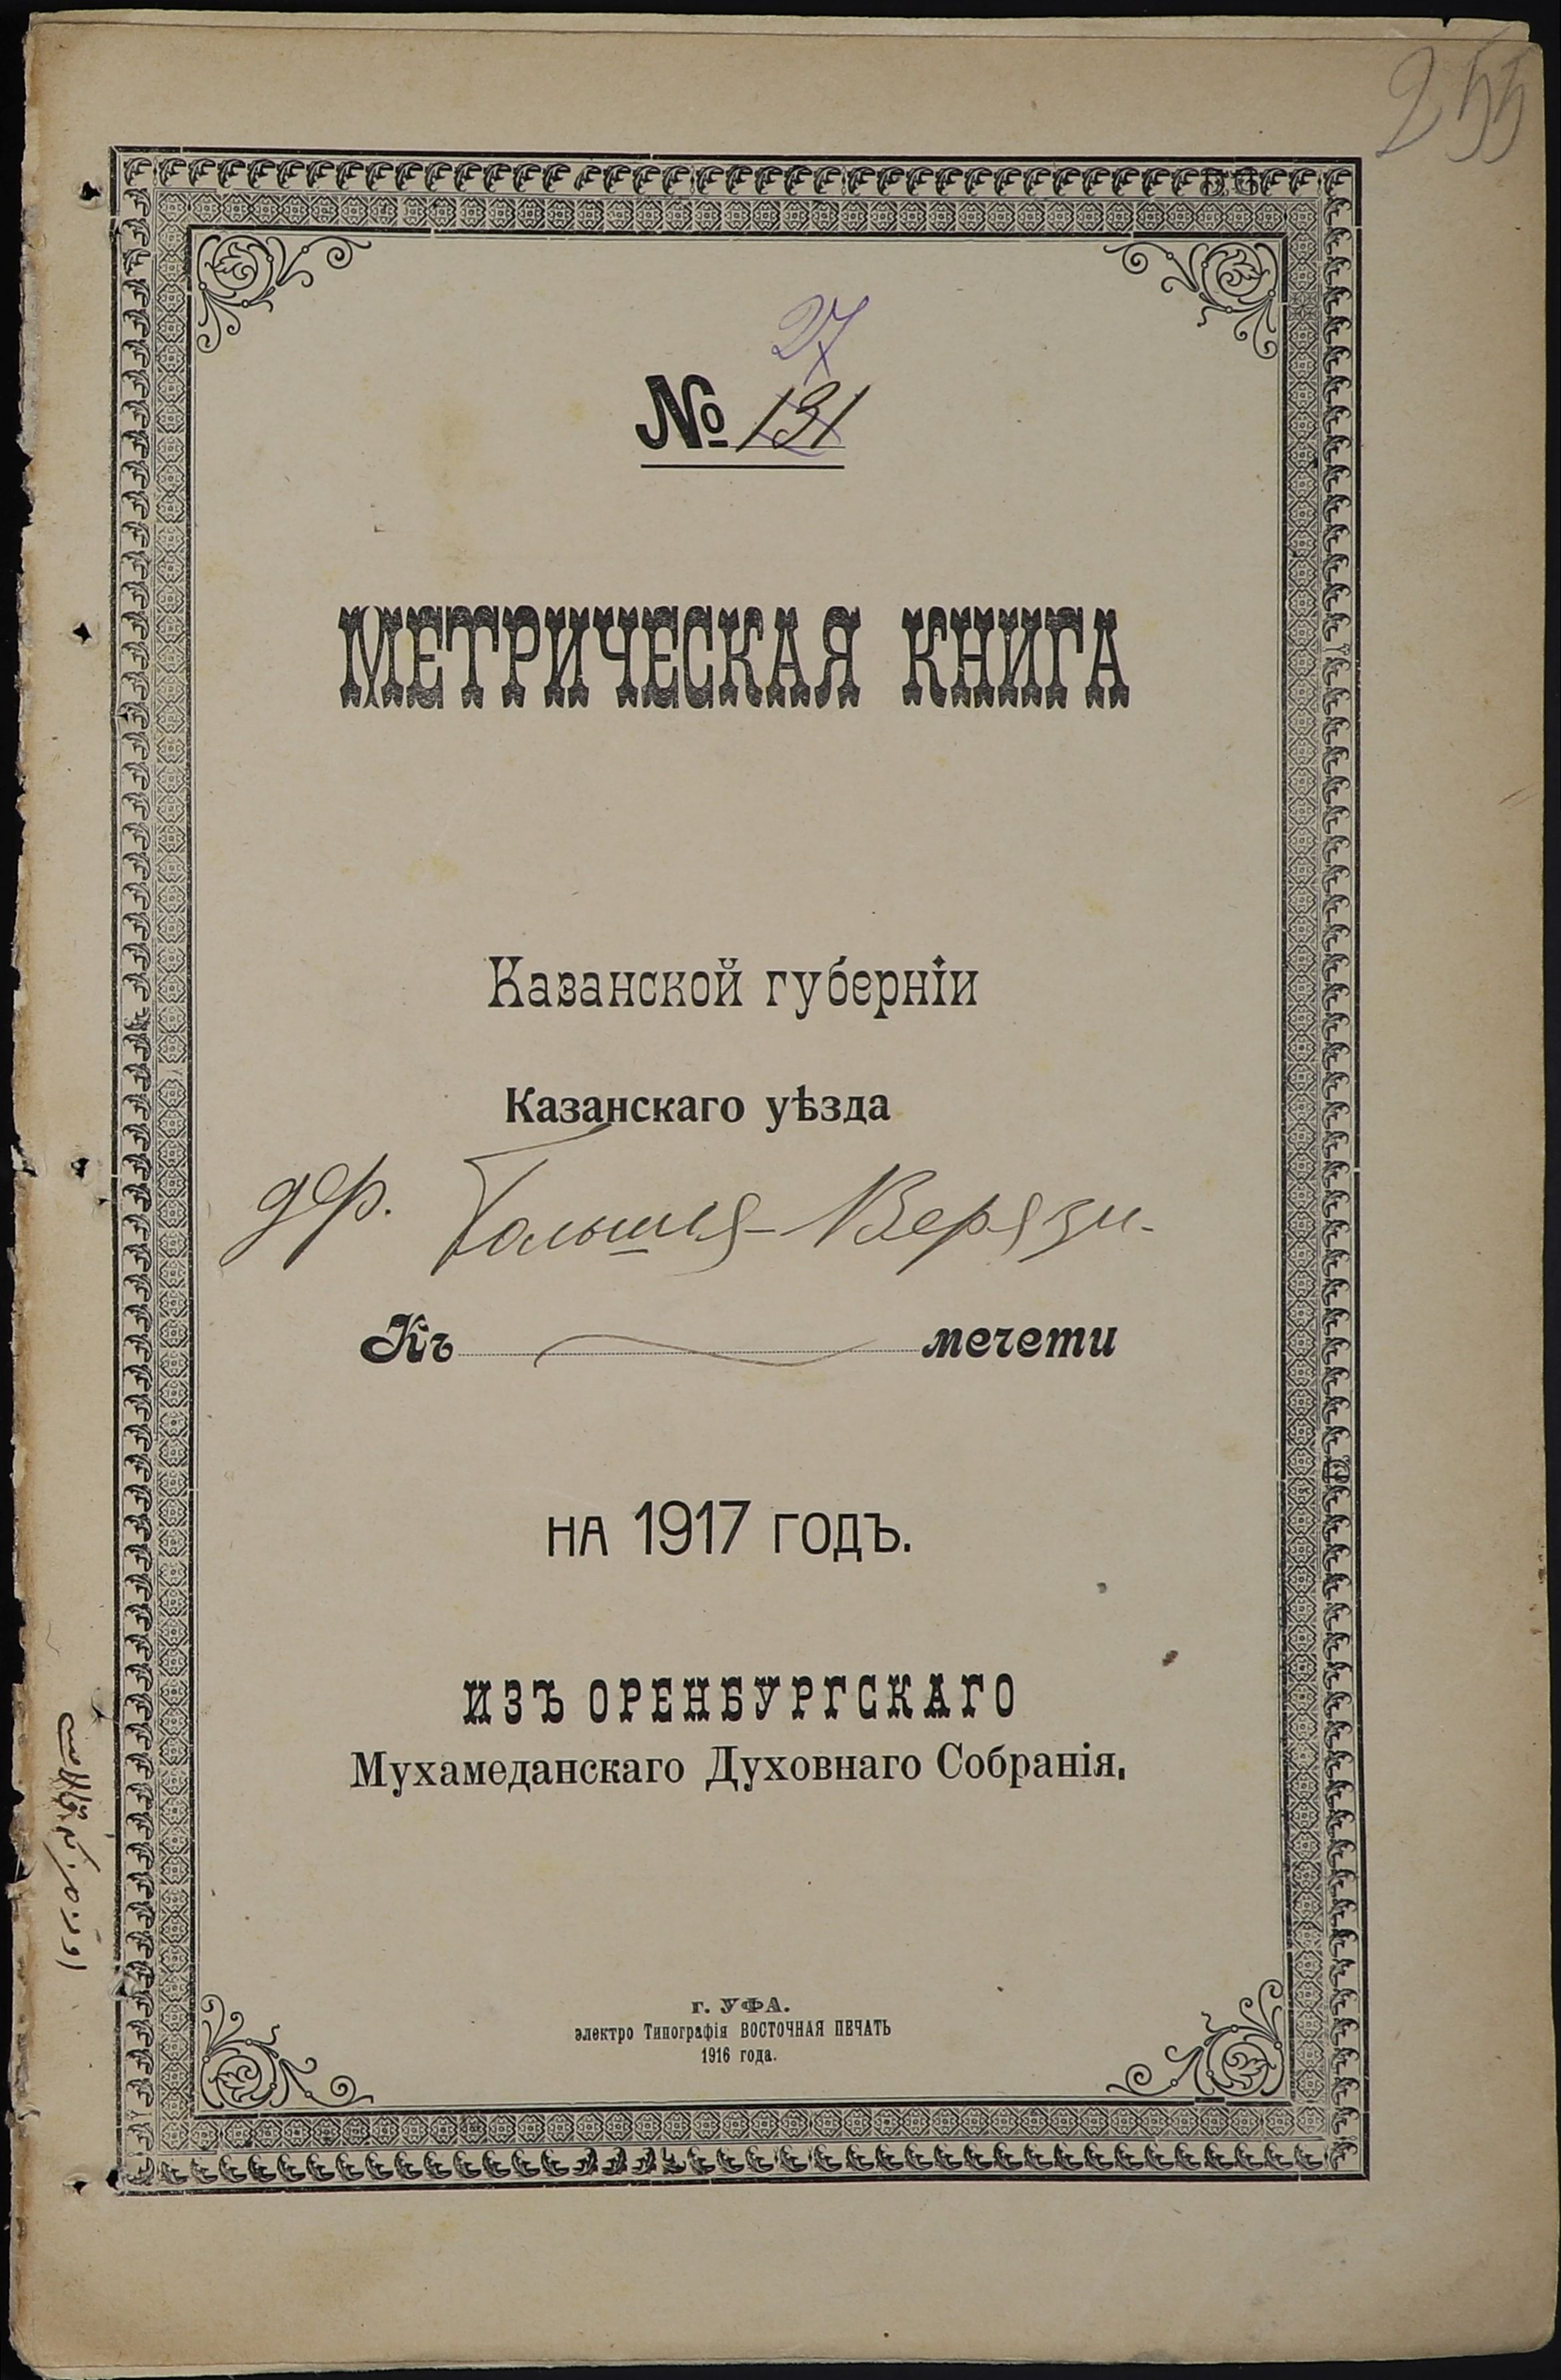 255
27
№ 131
МЕТРИЧЕСКАЯ КНИГА
Казанской губерніи
Казанскаго уѣзда
дер. Большія-Верези-
Къ мечети
НА 1917 ГОДЪ.
ИЗЪ ОРЕНБУРГСКАГО
Мухамеданскаго Духовнаго Собранія.
г. УФА.
электро Типографія ВОСТОЧНАЯ ПЕЧАТЬ
1916 года.